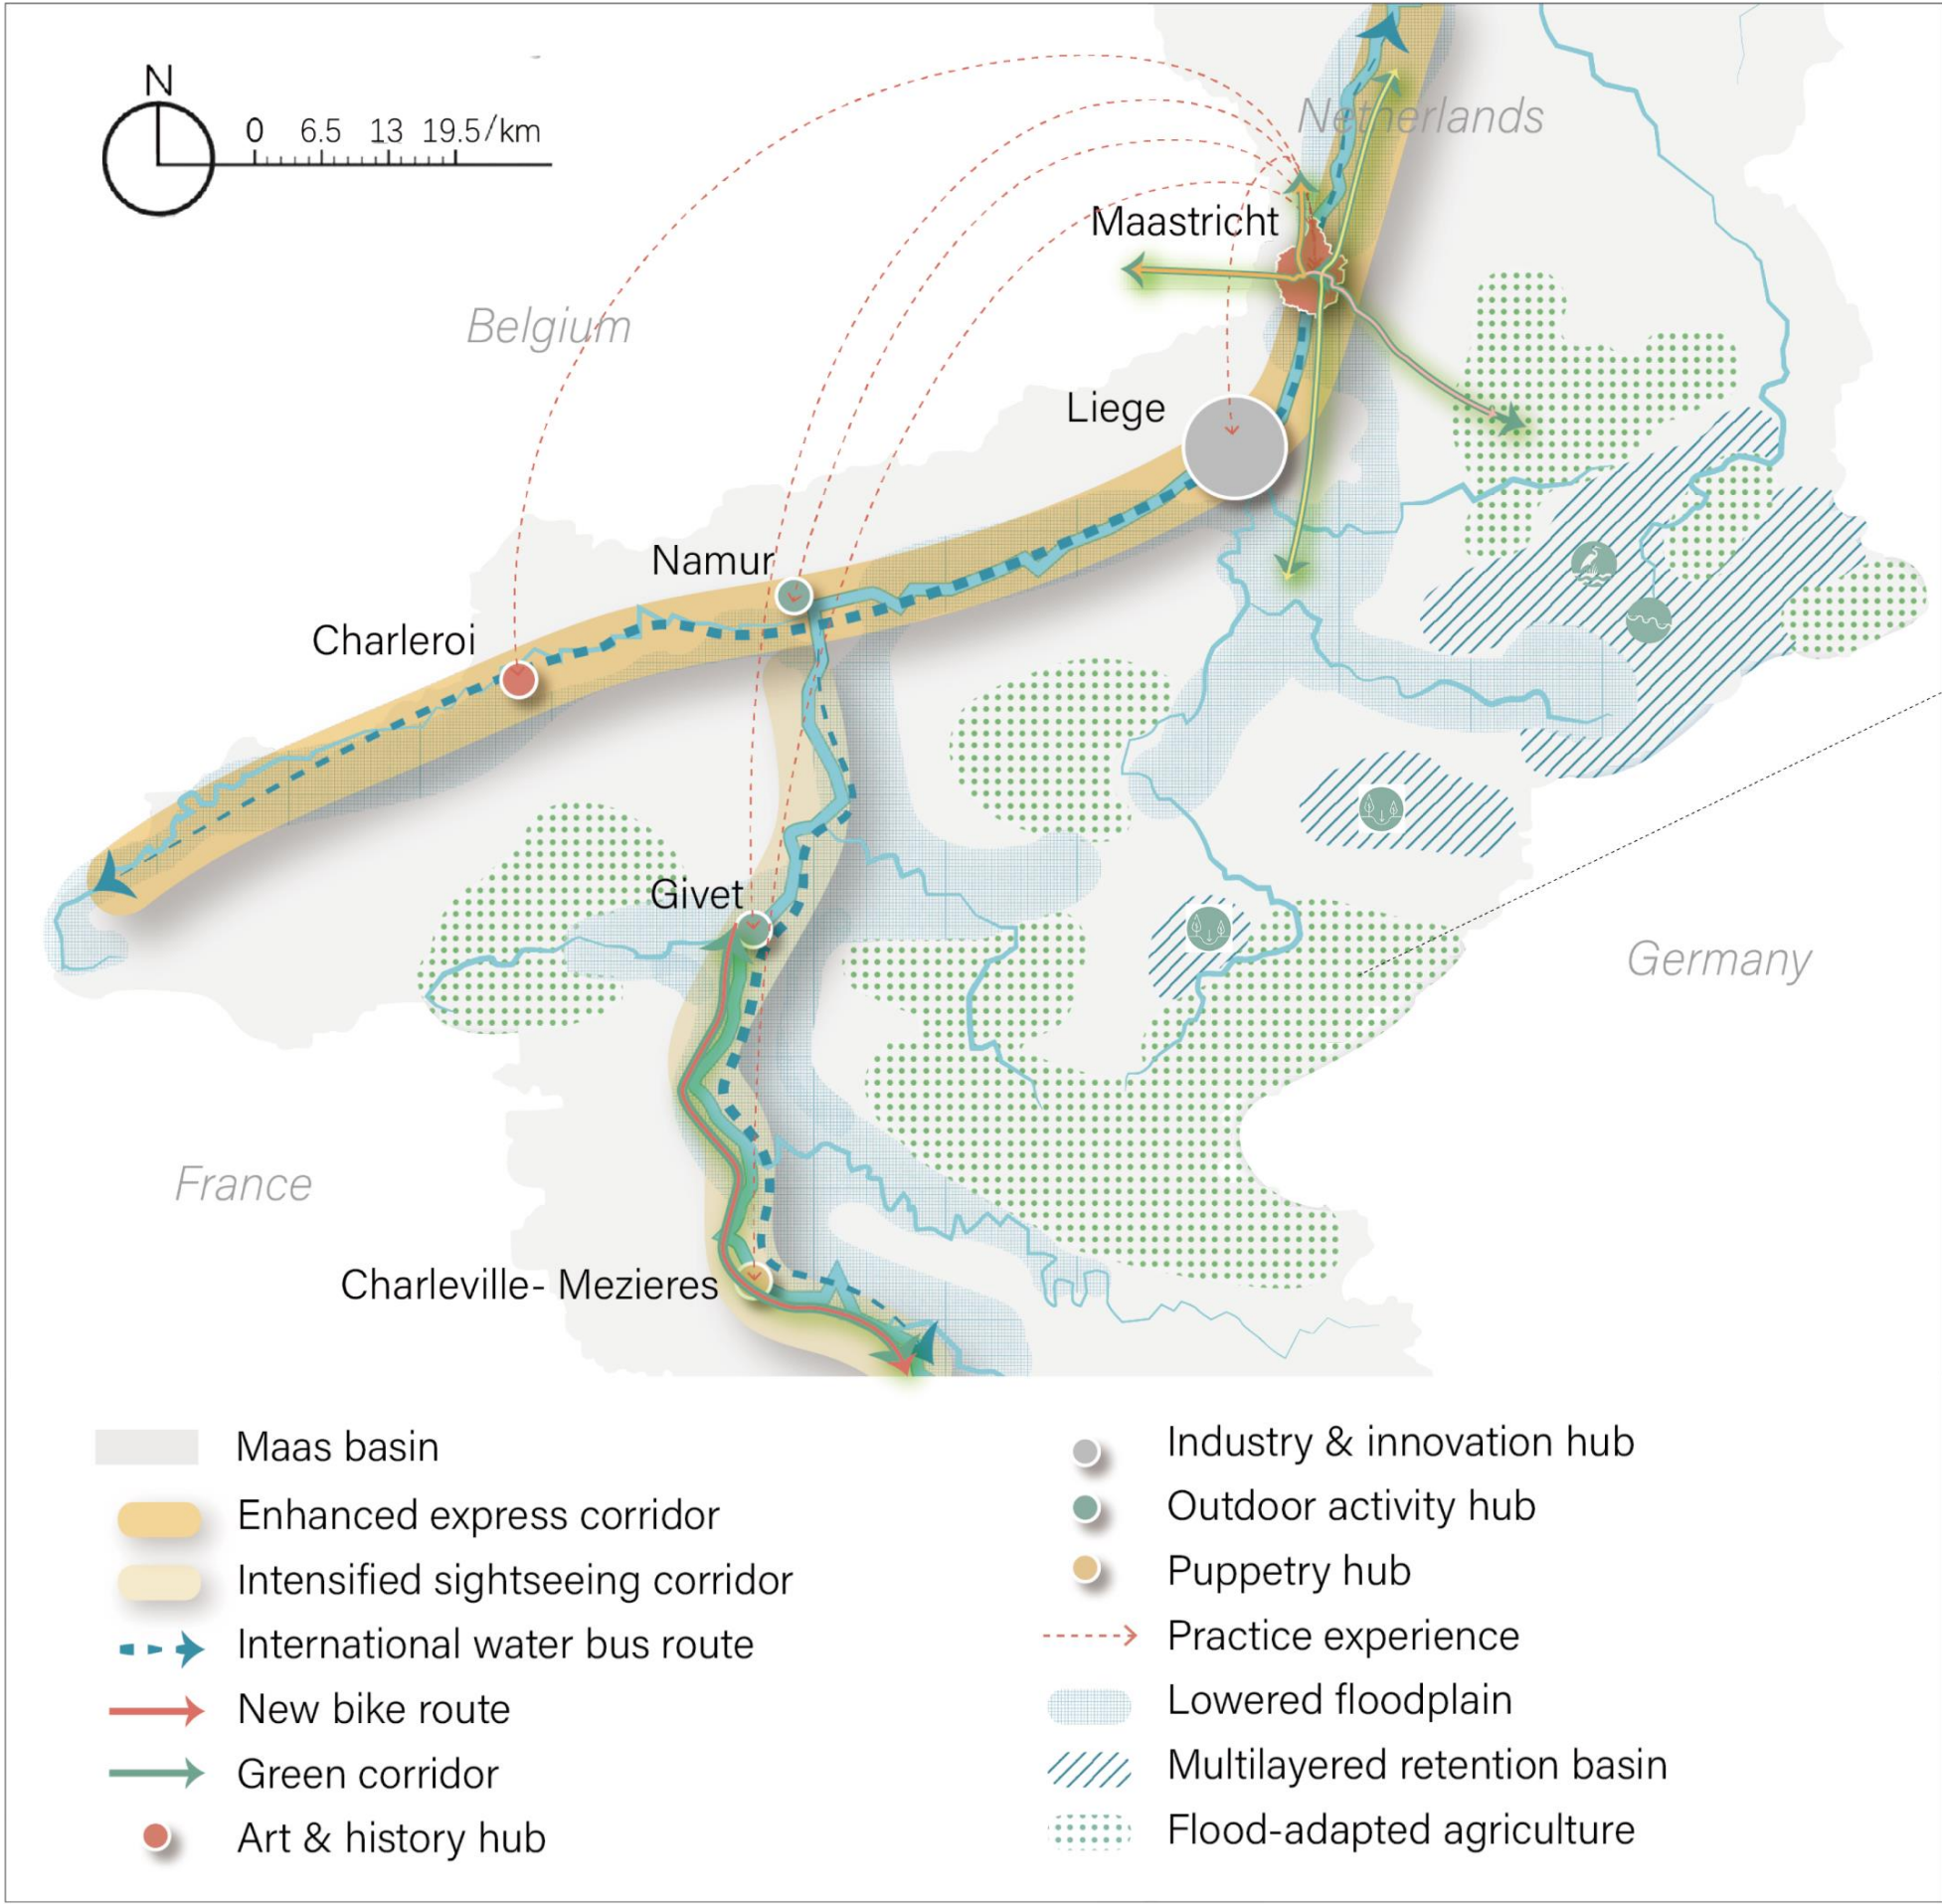 N
0 6.5 13 19.5/km
Netherlands
Maastricht
Belgium
Liege
Namur
Charleroi
Givet
Germany
France
Charleville- Mezieres
Maas basin
Enhanced express corridor
Intensified sightseeing corridor
International water bus route
New bike route
Green corridor
Art & history hub
Industry & innovation hub
Outdoor activity hub
Puppetry hub
Practice experience
Lowered floodplain
Multilayered retention basin
Flood-adapted agriculture